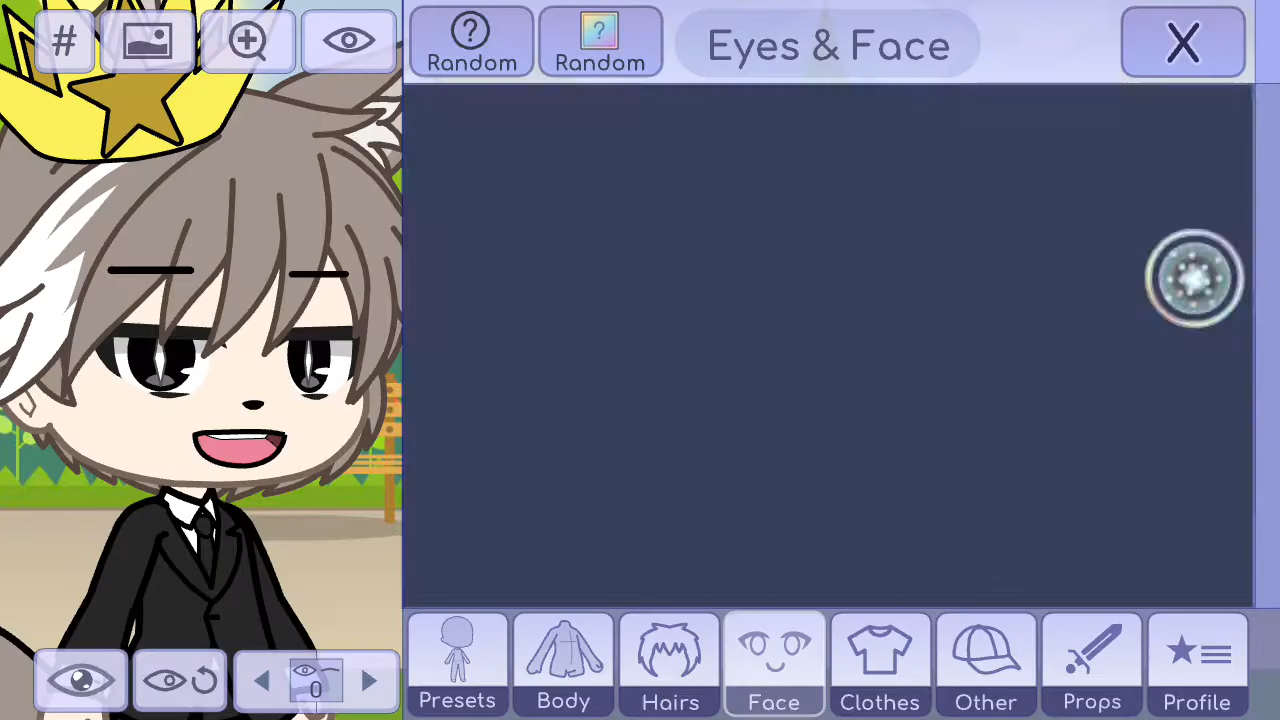 #
? Random
? Random
Eyes & Face
X
0
Presets
Body
Hairs
Face
Clothes
Other
Props
Profile